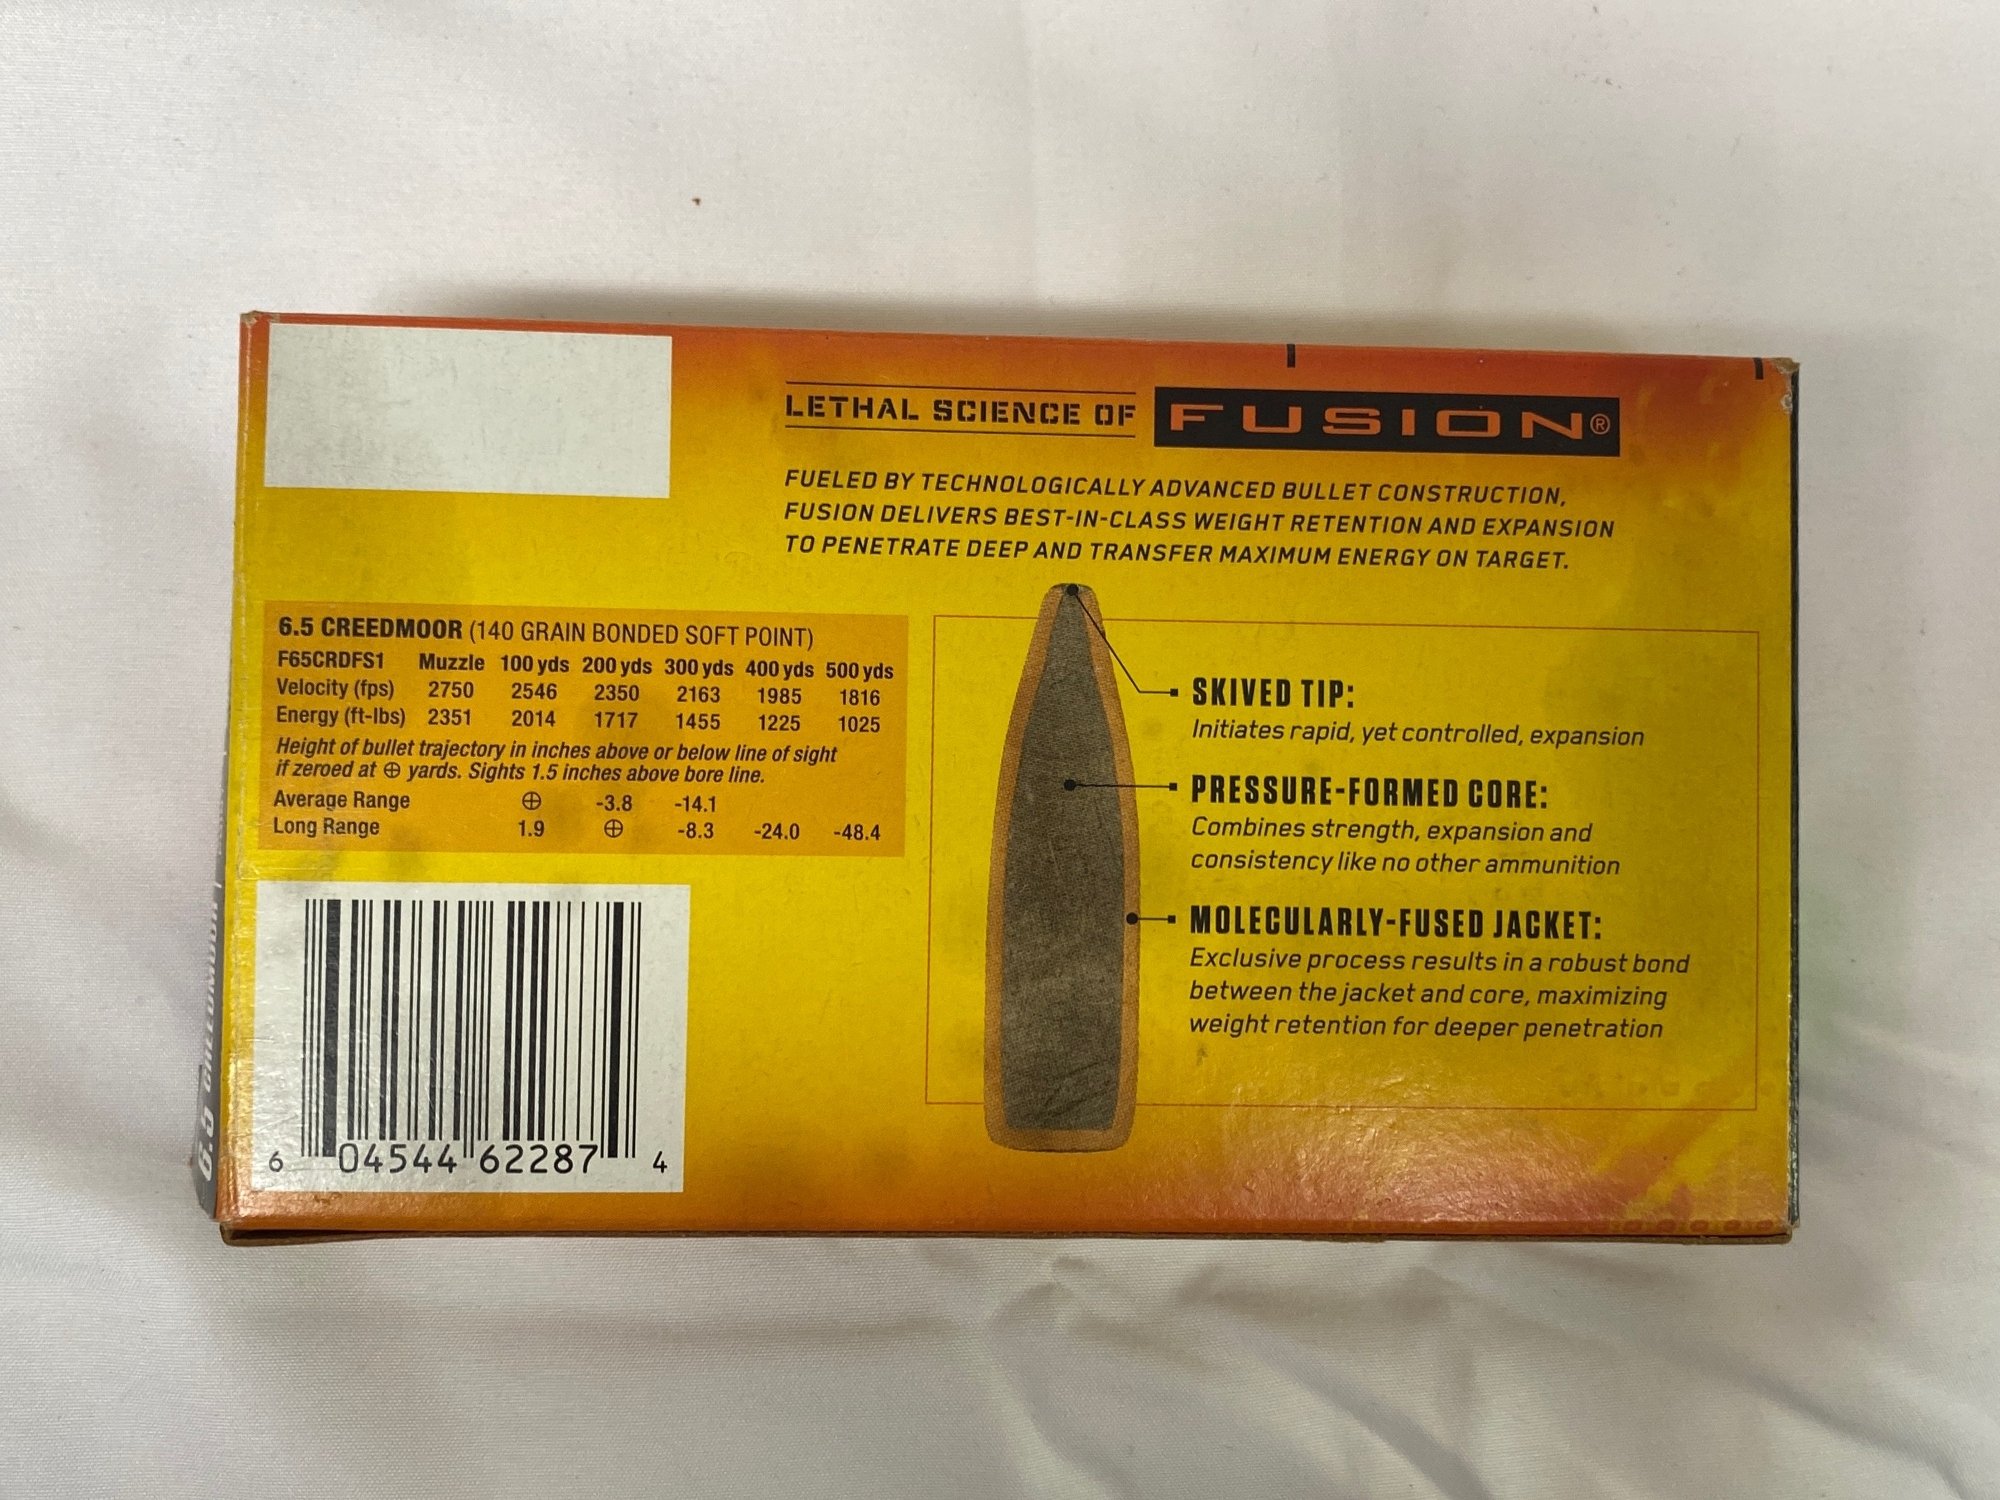 LETHAL SCIENCE OF FUSION®
FUELED BY TECHNOLOGICALLY ADVANCED BULLET CONSTRUCTION,
FUSION DELIVERS BEST-IN-CLASS WEIGHT RETENTION AND EXPANSION
TO PENETRATE DEEP AND TRANSFER MAXIMUM ENERGY ON TARGET.
6.5 CREEDMOOR (140 GRAIN BONDED SOFT POINT)
F65CRDFS1 Muzzle 100 yds 200 yds 300 yds 400 yds 500 yds
Velocity (fps) 2750 2546 2350 2163 1985 1816
Energy (ft-lbs) 2351 2014 1717 1455 1225 1025
Height of bullet trajectory in inches above or below line of sight
if zeroed at ⊕ yards. Sights 1.5 inches above bore line.
Average Range ⊕ -3.8 -14.1
Long Range 1.9 ⊕ -8.3 -24.0 -48.4
SKIVED TIP:
Initiates rapid, yet controlled, expansion
PRESSURE-FORMED CORE:
Combines strength, expansion and
consistency like no other ammunition
MOLECULARLY-FUSED JACKET:
Exclusive process results in a robust bond
between the jacket and core, maximizing
weight retention for deeper penetration
6 04544 62287 4
6.5 CREEDMOOR